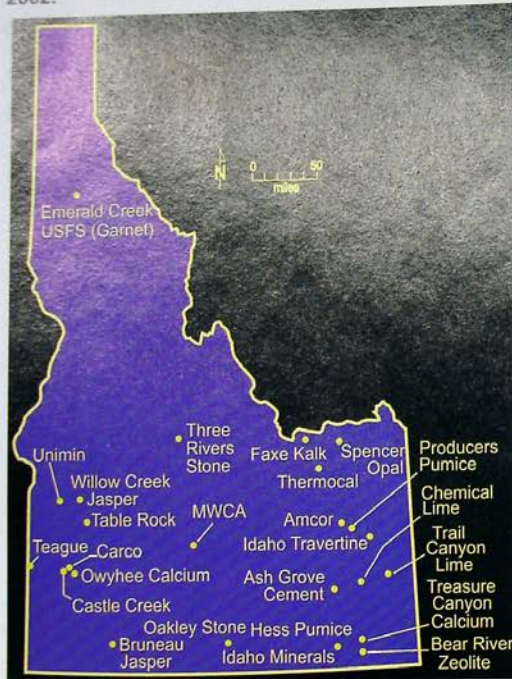 2002.
N
0 50
miles
Emerald Creek
USFS (Garnet)
Three
Rivers
Stone
Faxe Kalk
Spencer
Opal
Thermocal
Producers
Pumice
Chemical
Lime
Unimin
Willow Creek
Jasper
Table Rock
MWCA
Amcor
Idaho Travertine
Trail
Canyon
Lime
Teague
Carco
Owyhee Calcium
Castle Creek
Ash Grove
Cement
Treasure
Canyon
Calcium
Oakley Stone
Hess Pumice
Bruneau
Jasper
Idaho Minerals
Bear River
Zeolite